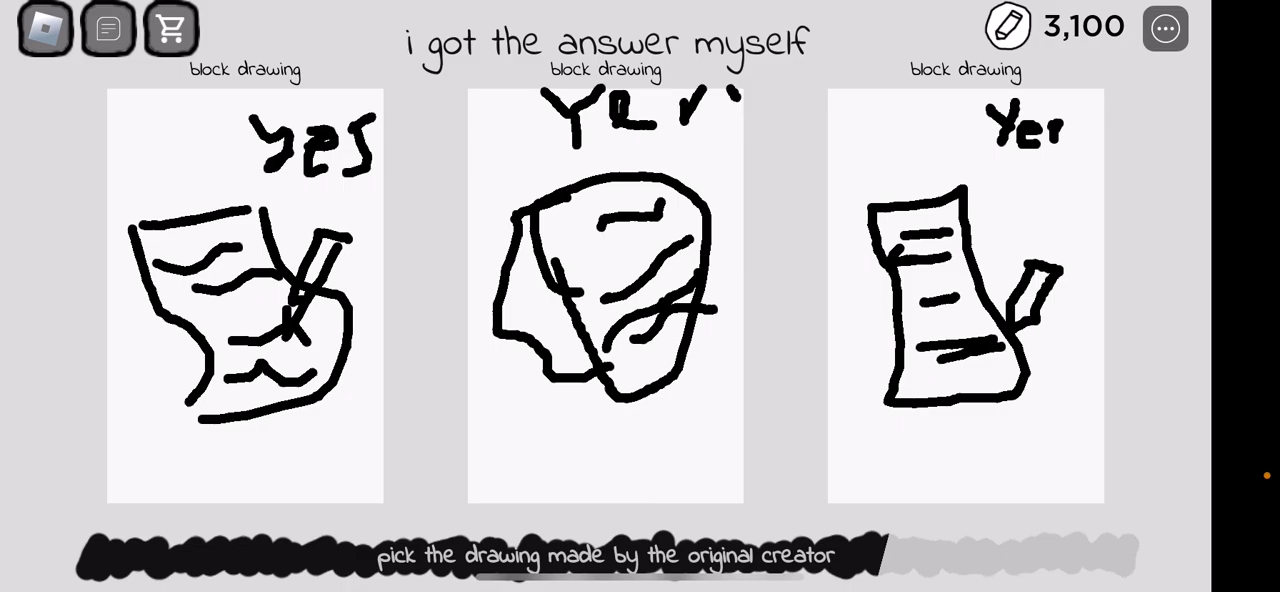 3,100
i got the answer myself
block drawing
block drawing
block drawing
yes
Yer
pick the drawing made by the original creator